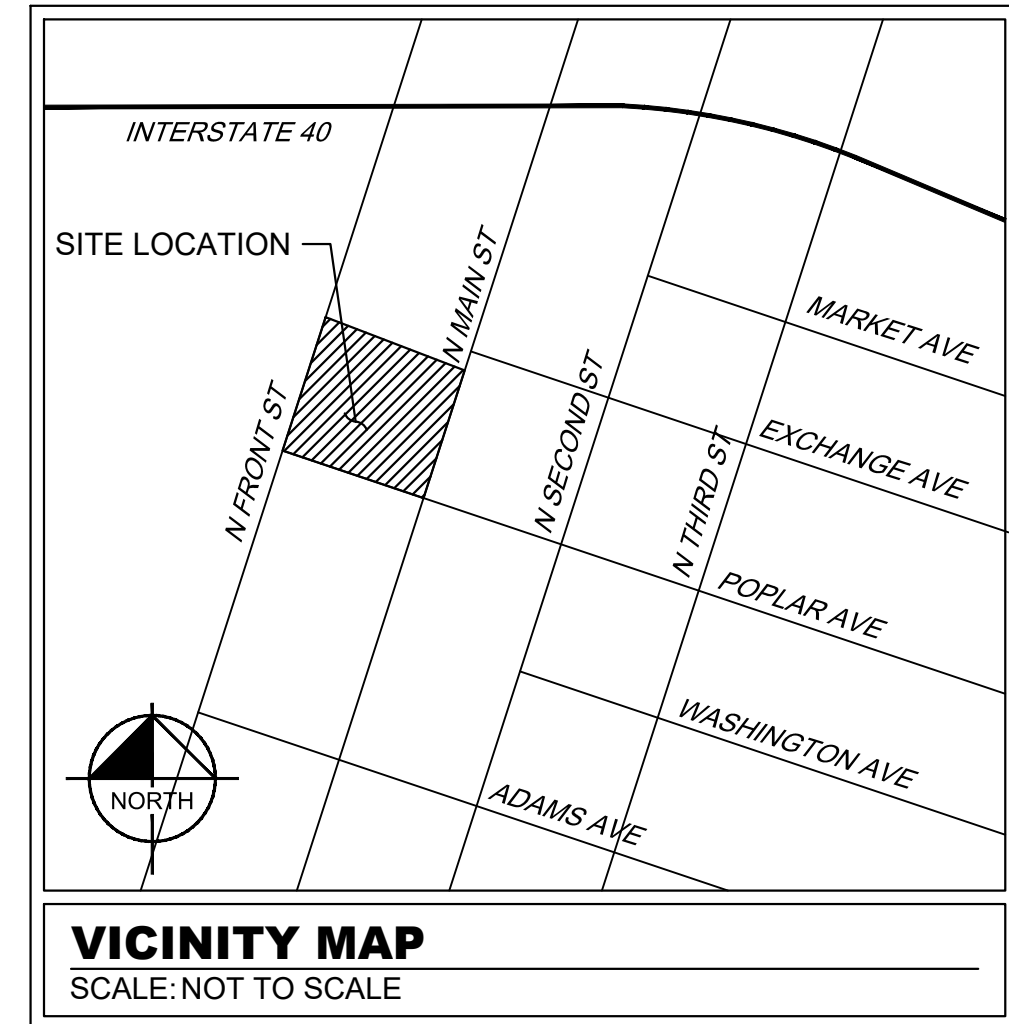 INTERSTATE 40
SITE LOCATION
N MAIN ST
MARKET AVE
N FRONT ST
N SECOND ST
EXCHANGE AVE
N THIRD ST
POPLAR AVE
WASHINGTON AVE
NORTH
ADAMS AVE
VICINITY MAP
SCALE: NOT TO SCALE